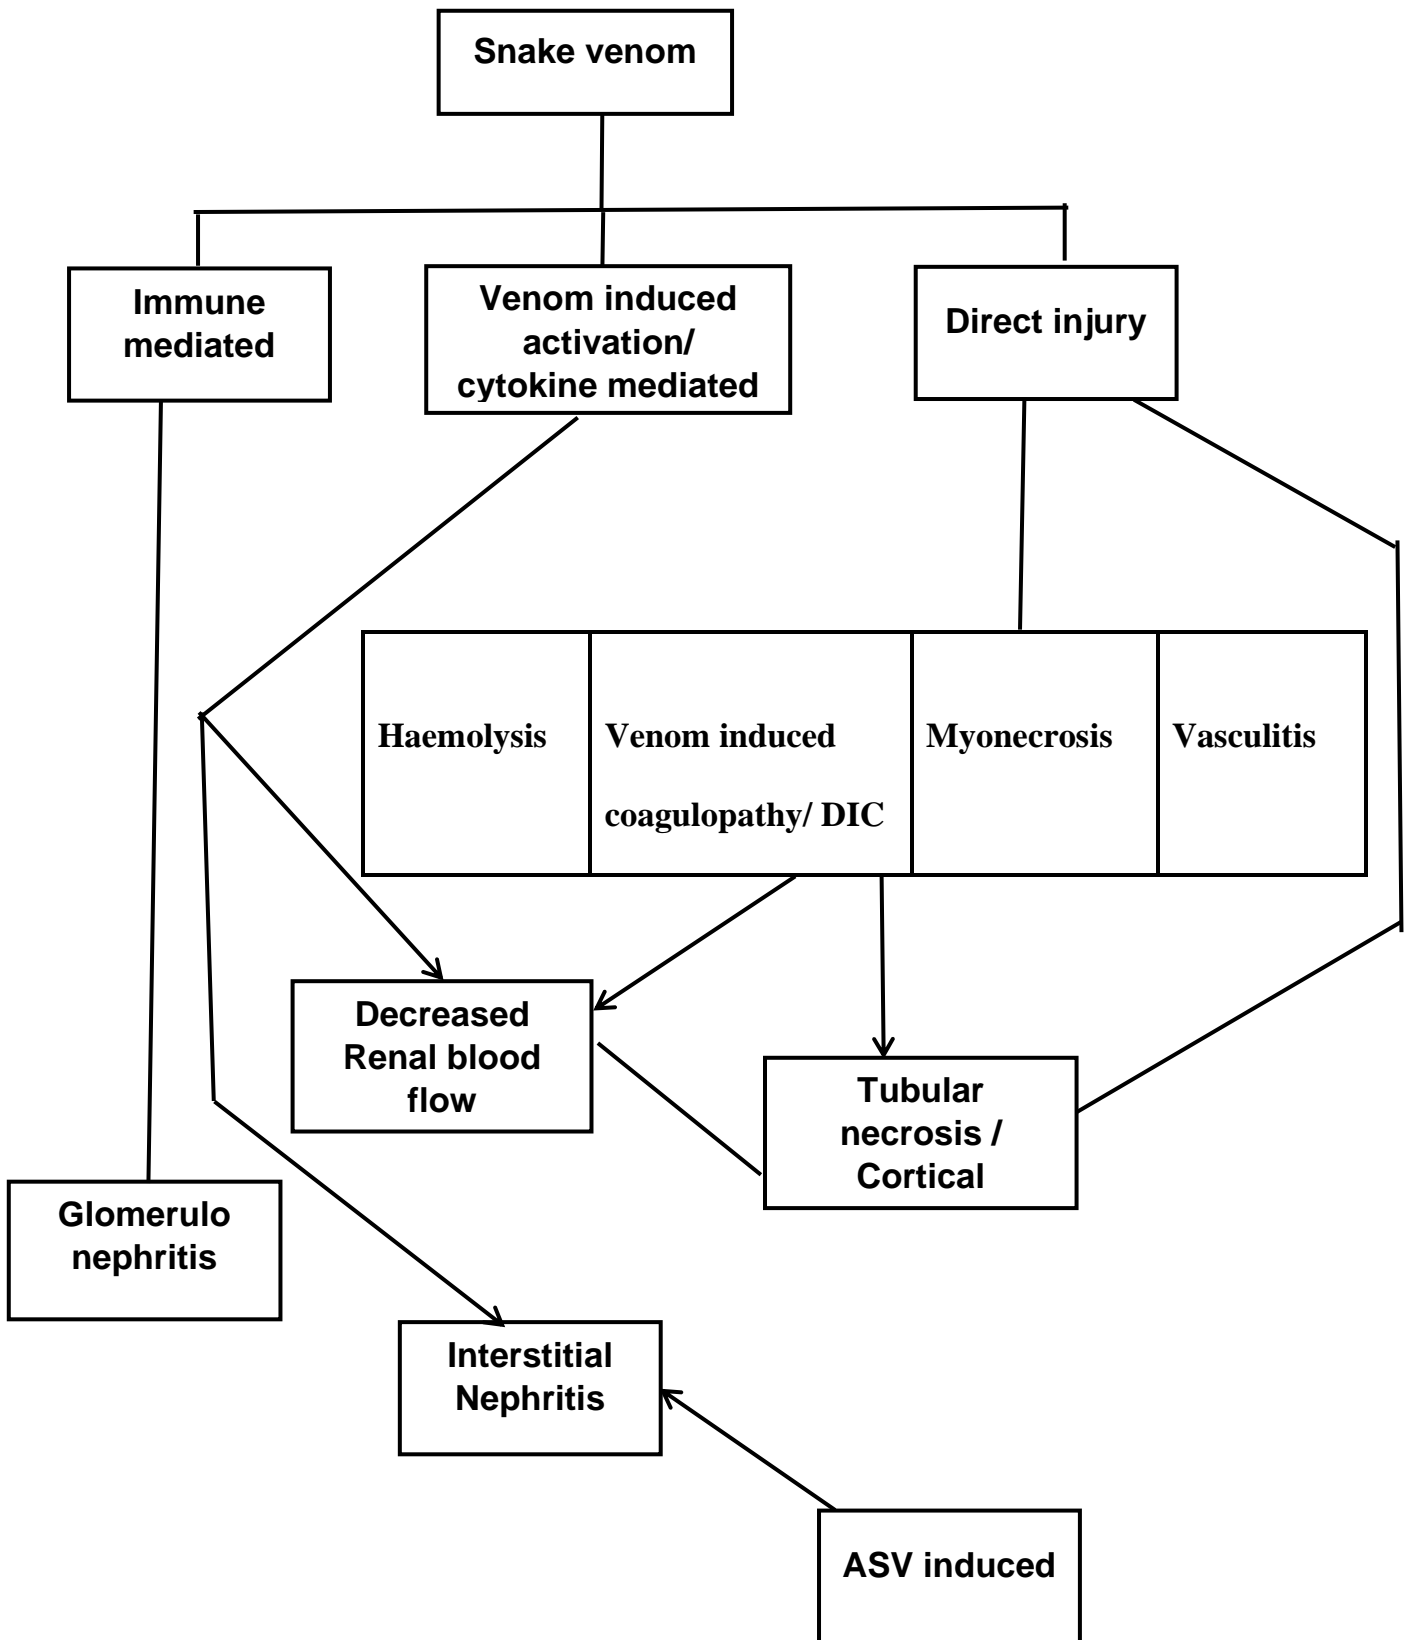 Snake venom
Immune
mediated
Venom induced
activation/
cytokine mediated
Direct injury
Haemolysis
Venom induced
coagulopathy/ DIC
Myonecrosis
Vasculitis
Decreased
Renal blood
flow
Tubular
necrosis /
Cortical
Glomerulo
nephritis
Interstitial
Nephritis
ASV induced